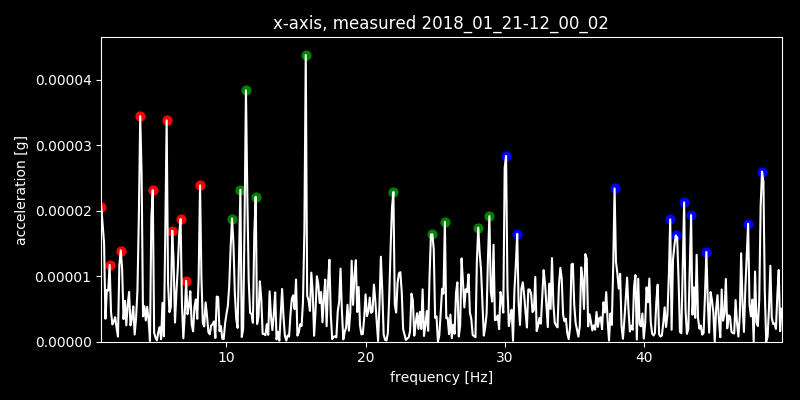 x-axis, measured 2018_01_21-12_00_02
acceleration [g]
0.00004
0.00003
0.00002
0.00001
0.00000
10 20 30 40
frequency [Hz]